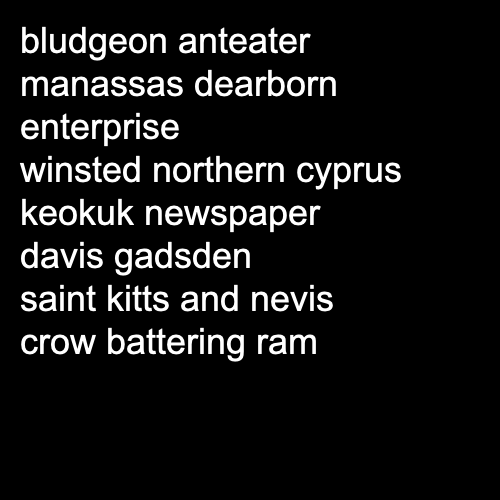 bludgeon anteater
manassas dearborn
enterprise
winsted northern cyprus
keokuk newspaper
davis gadsden
saint kitts and nevis
crow battering ram